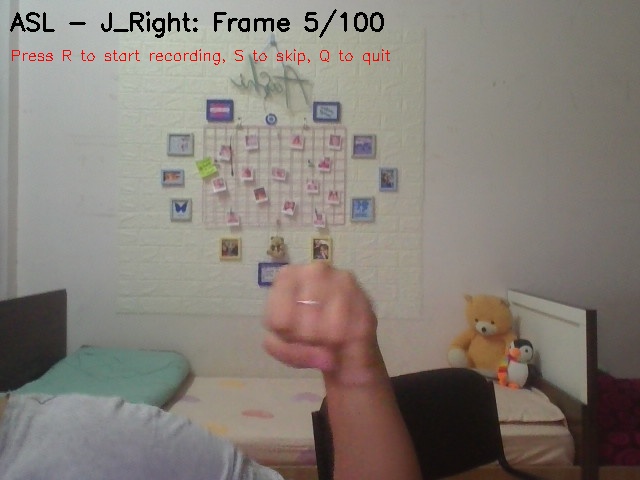 ASL - J_Right: Frame 5/100
Press R to start recording, S to skip, Q to quit